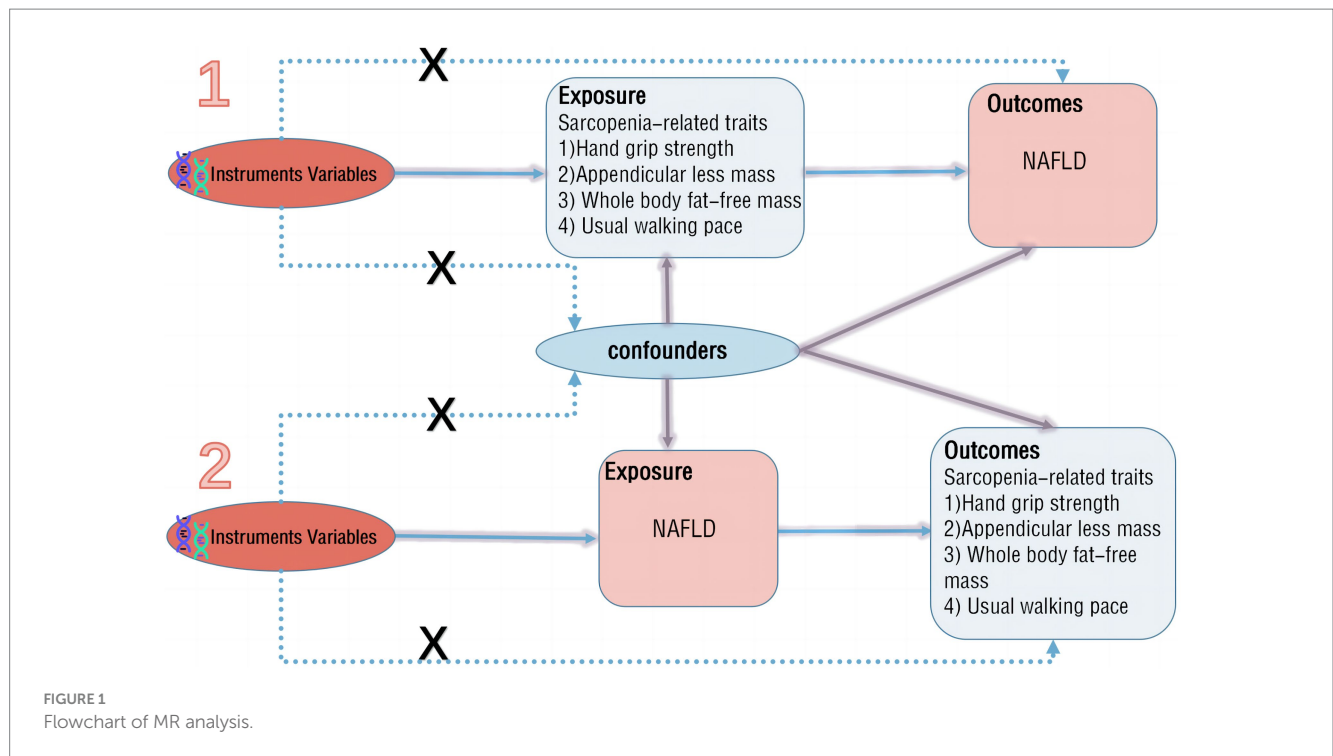 1
Instruments Variables
X
X
Exposure
Sarcopenia–related traits
1)Hand grip strength
2)Appendicular less mass
3) Whole body fat–free mass
4) Usual walking pace
Outcomes
NAFLD
confounders
2
Instruments Variables
X
X
Exposure
NAFLD
Outcomes
Sarcopenia–related traits
1)Hand grip strength
2)Appendicular less mass
3) Whole body fat–free
mass
4) Usual walking pace
FIGURE 1
Flowchart of MR analysis.